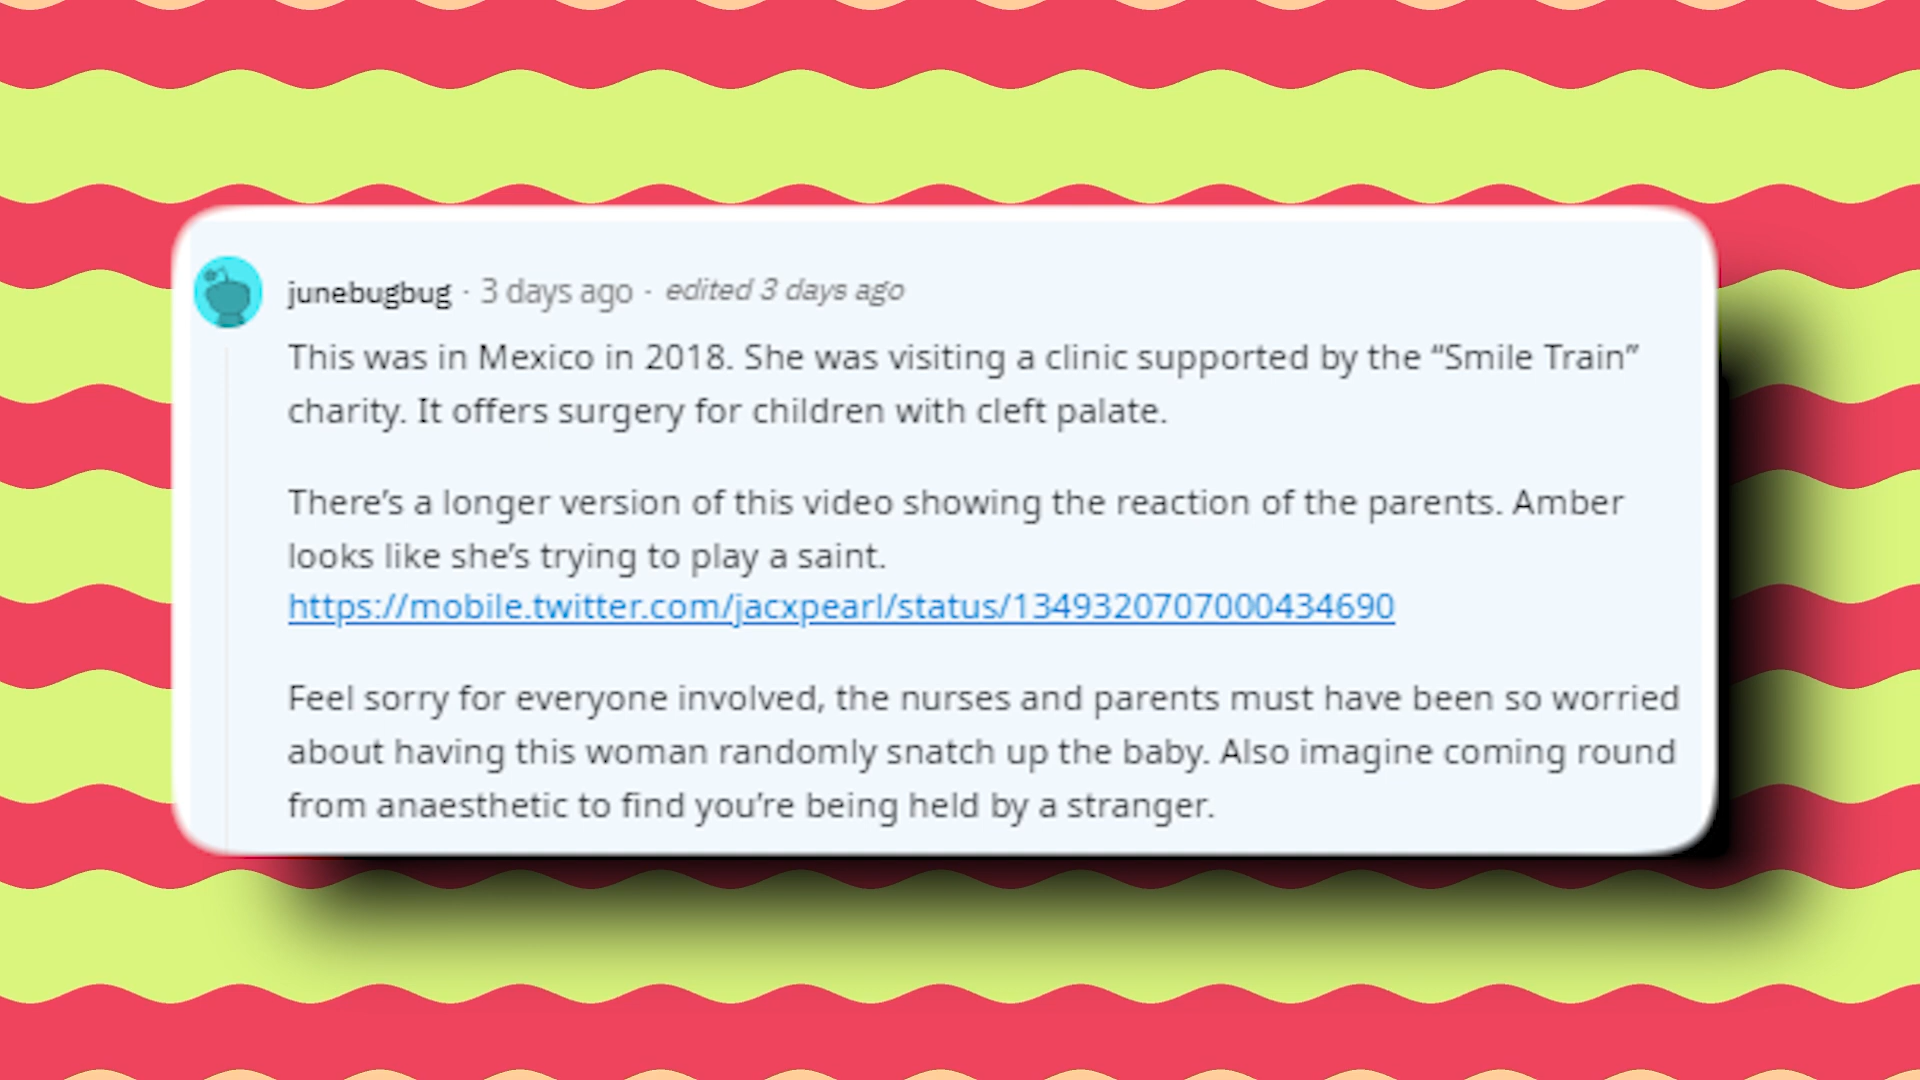 junebugbug · 3 days ago · edited 3 days ago
This was in Mexico in 2018. She was visiting a clinic supported by the “Smile Train”
charity. It offers surgery for children with cleft palate.
There’s a longer version of this video showing the reaction of the parents. Amber
looks like she’s trying to play a saint.
https://mobile.twitter.com/jacxpearl/status/1349320707000434690
Feel sorry for everyone involved, the nurses and parents must have been so worried
about having this woman randomly snatch up the baby. Also imagine coming round
from anaesthetic to find you’re being held by a stranger.